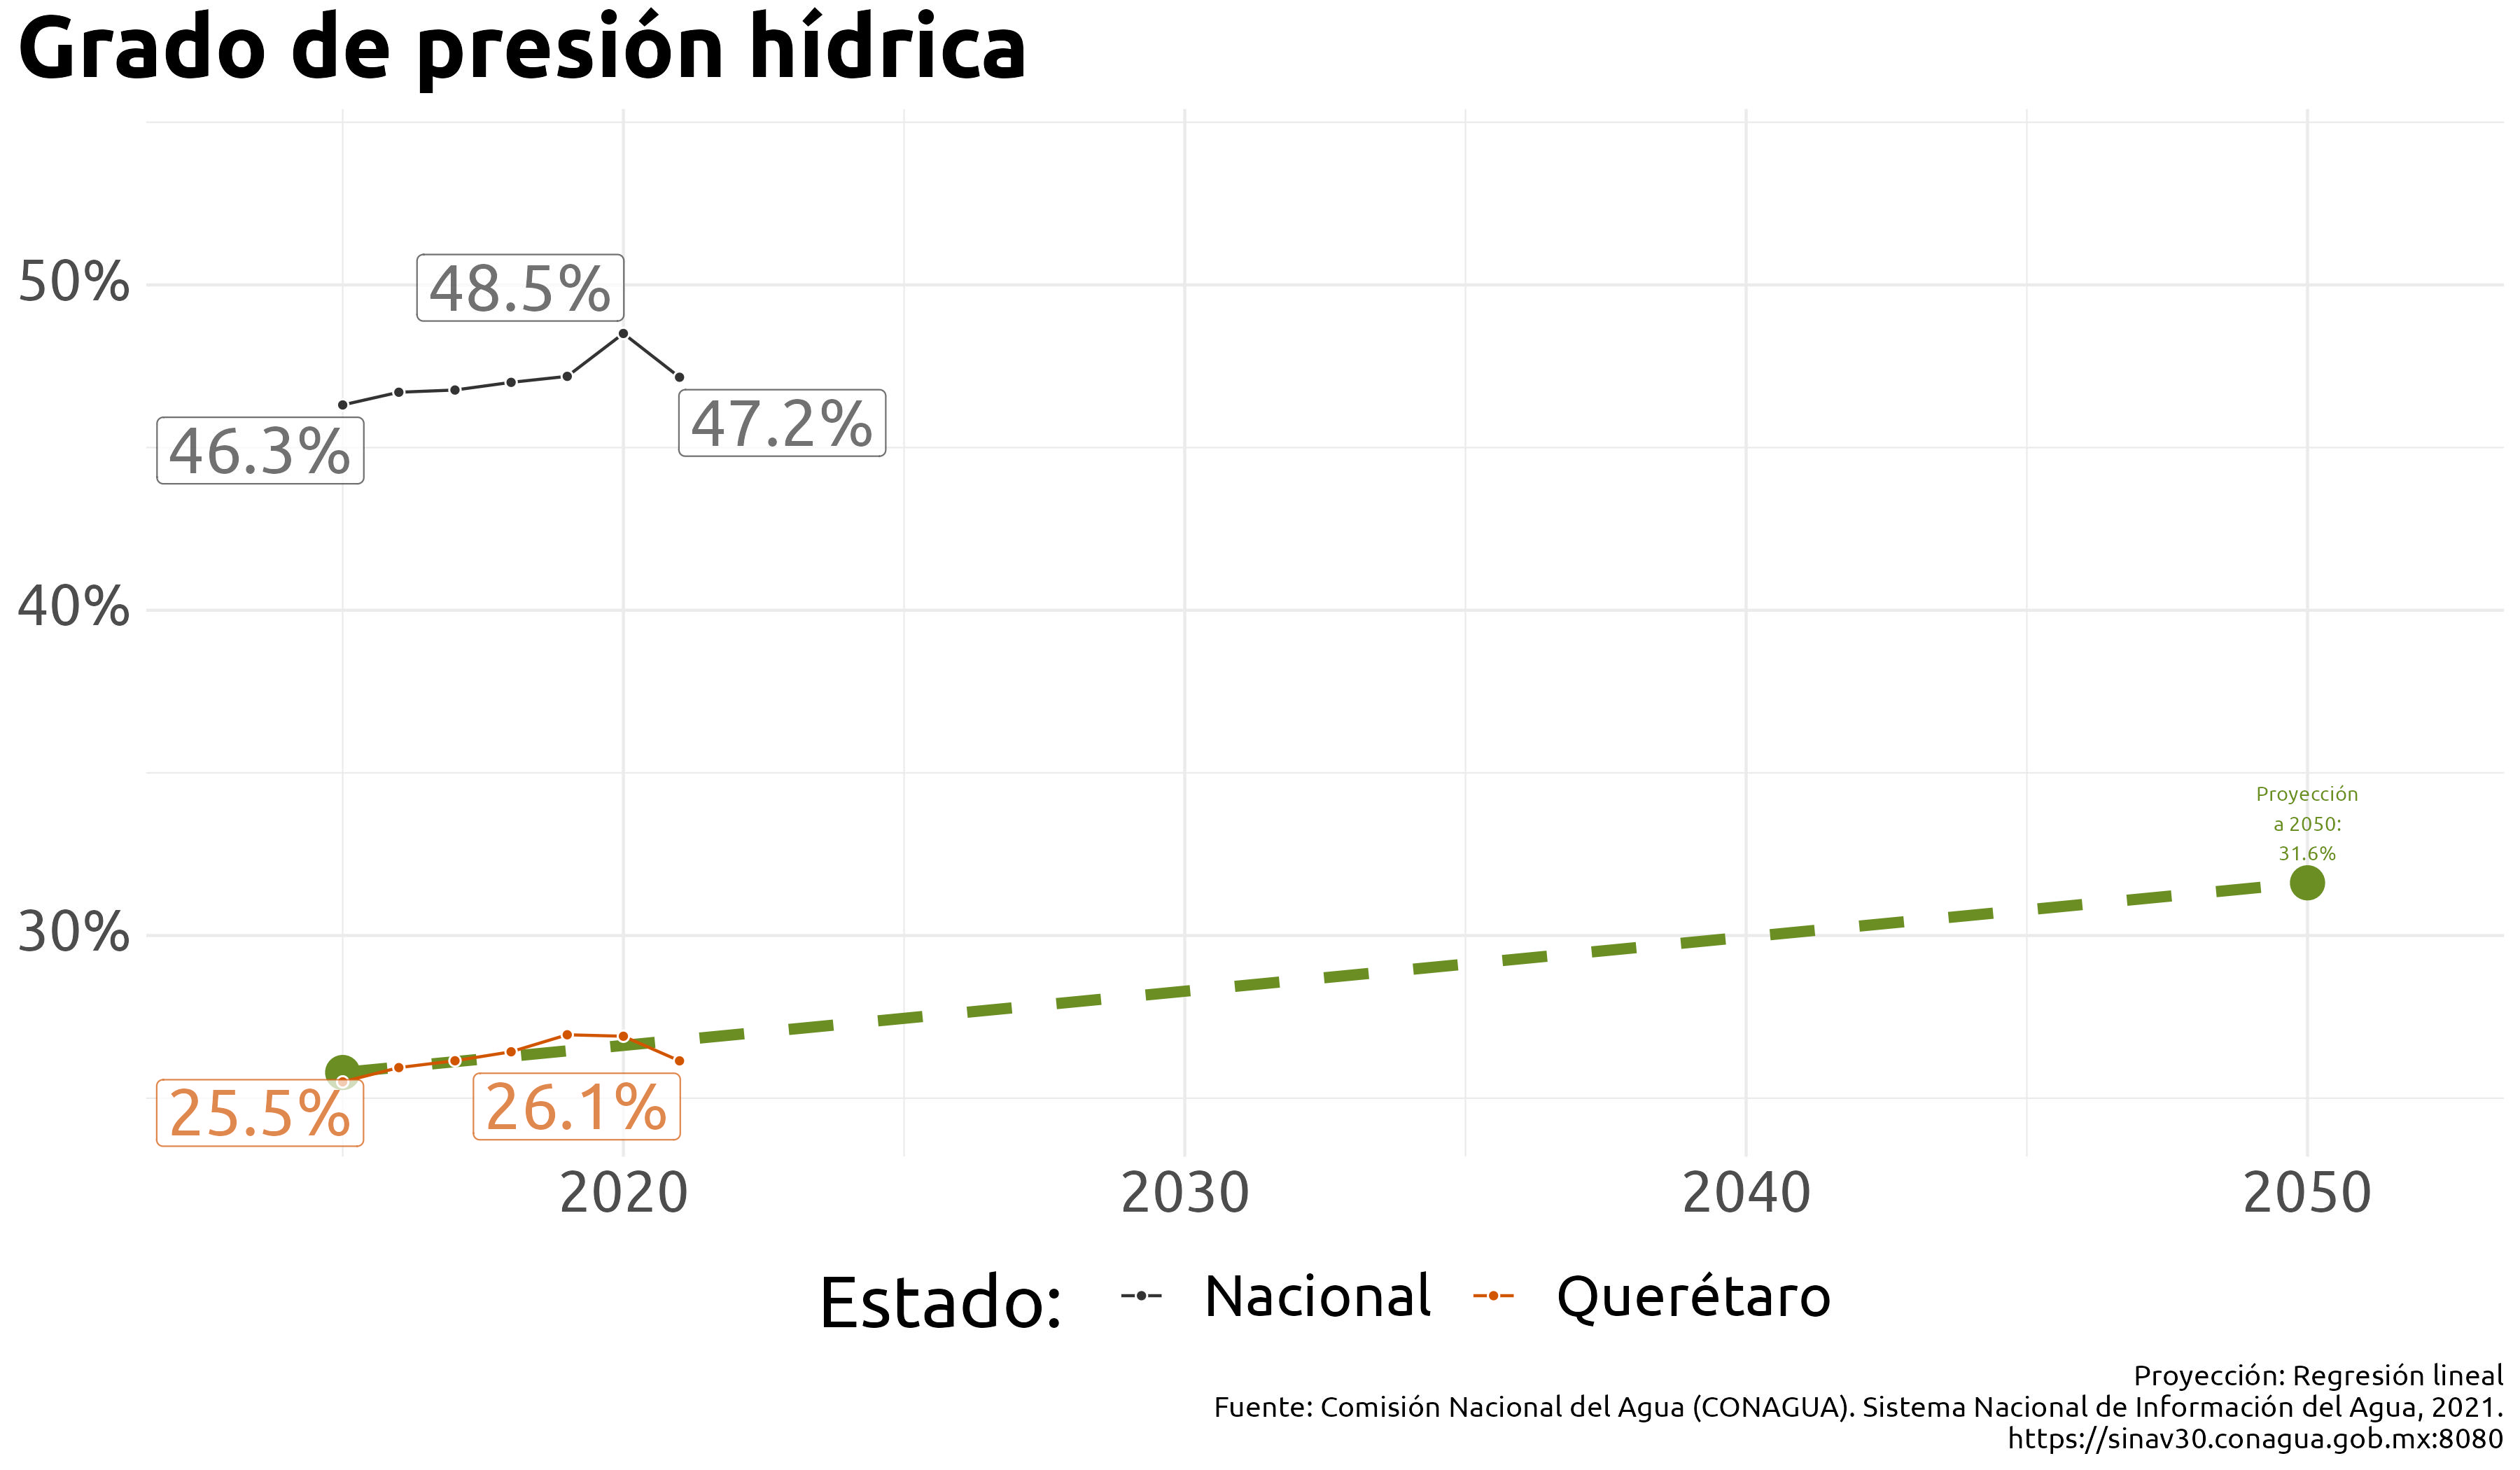 Grado de presión hídrica
50%
40%
30%
48.5%
47.2%
46.3%
Proyección
a 2050:
31.6%
25.5%
26.1%
2020
2030
2040
2050
Estado:
Nacional
Querétaro
Proyección: Regresión lineal
Fuente: Comisión Nacional del Agua (CONAGUA). Sistema Nacional de Información del Agua, 2021.
https://sinav30.conagua.gob.mx:8080